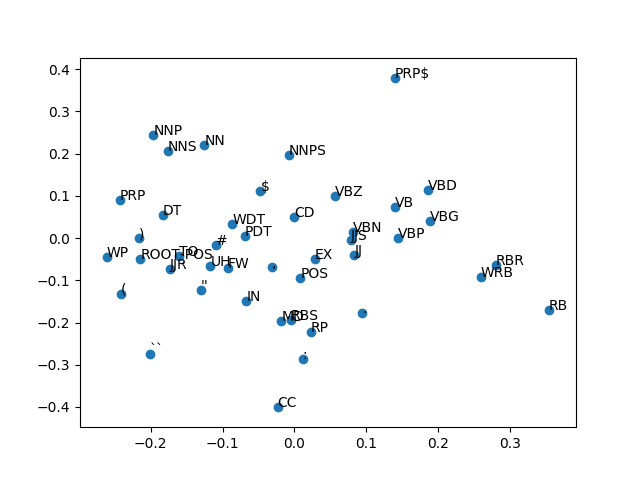 0.4
0.3
0.2
0.1
0.0
−0.1
−0.2
−0.3
−0.4
−0.2
−0.1
0.0
0.1
0.2
0.3
PRP$
NNP
NNS
NN
NNPS
PRP
DT
$
VBZ
VB
VBD
VBG
WDT
PDT
CD
VBN
JJS
VBP
)
#
WP
ROOT-POS
TO
JJR
UH
FW
,
EX
JJ
POS
RBR
WRB
(
"
IN
MD
RBS
RP
.
RB
``
:
CC